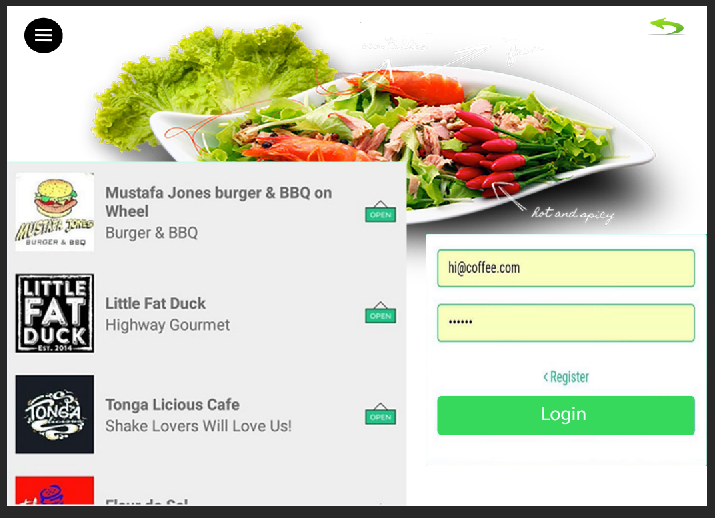 hot and spicy
MUSTAFA JONES
BURGER & BBQ
Mustafa Jones burger & BBQ on
Wheel
Burger & BBQ
OPEN
LITTLE
FAT
DUCK
EST. 2014
Little Fat Duck
Highway Gourmet
OPEN
TONGA
Tonga Licious Cafe
Shake Lovers Will Love Us!
OPEN
Fleur de Sel
hi@coffee.com
••••••
‹ Register
Login